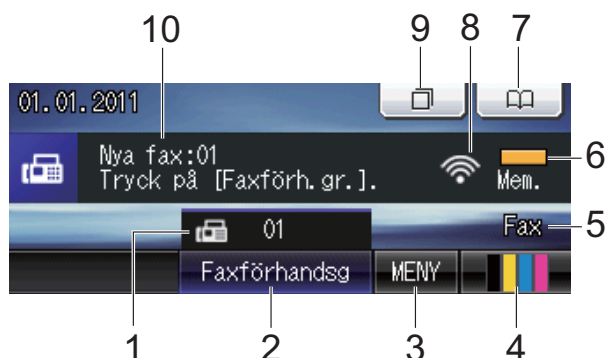 10
9
8
7
01.01.2011
Nya fax:01
Tryck på [Faxförh.gr.].
Mem.
6
1
01
Fax
5
Faxförhandsg
MENY
1
2
3
4